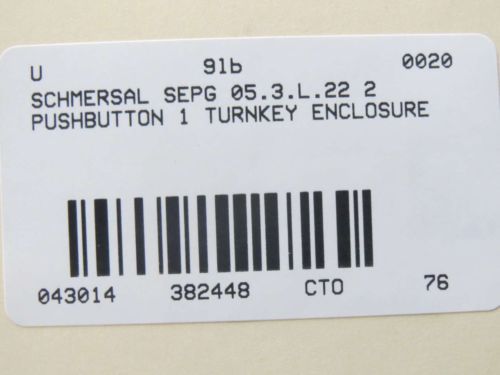 U 91b 0020
SCHMERSAL SEPG 05.3.L.22 2
PUSHBUTTON 1 TURNKEY ENCLOSURE
043014 382448 CTO 76